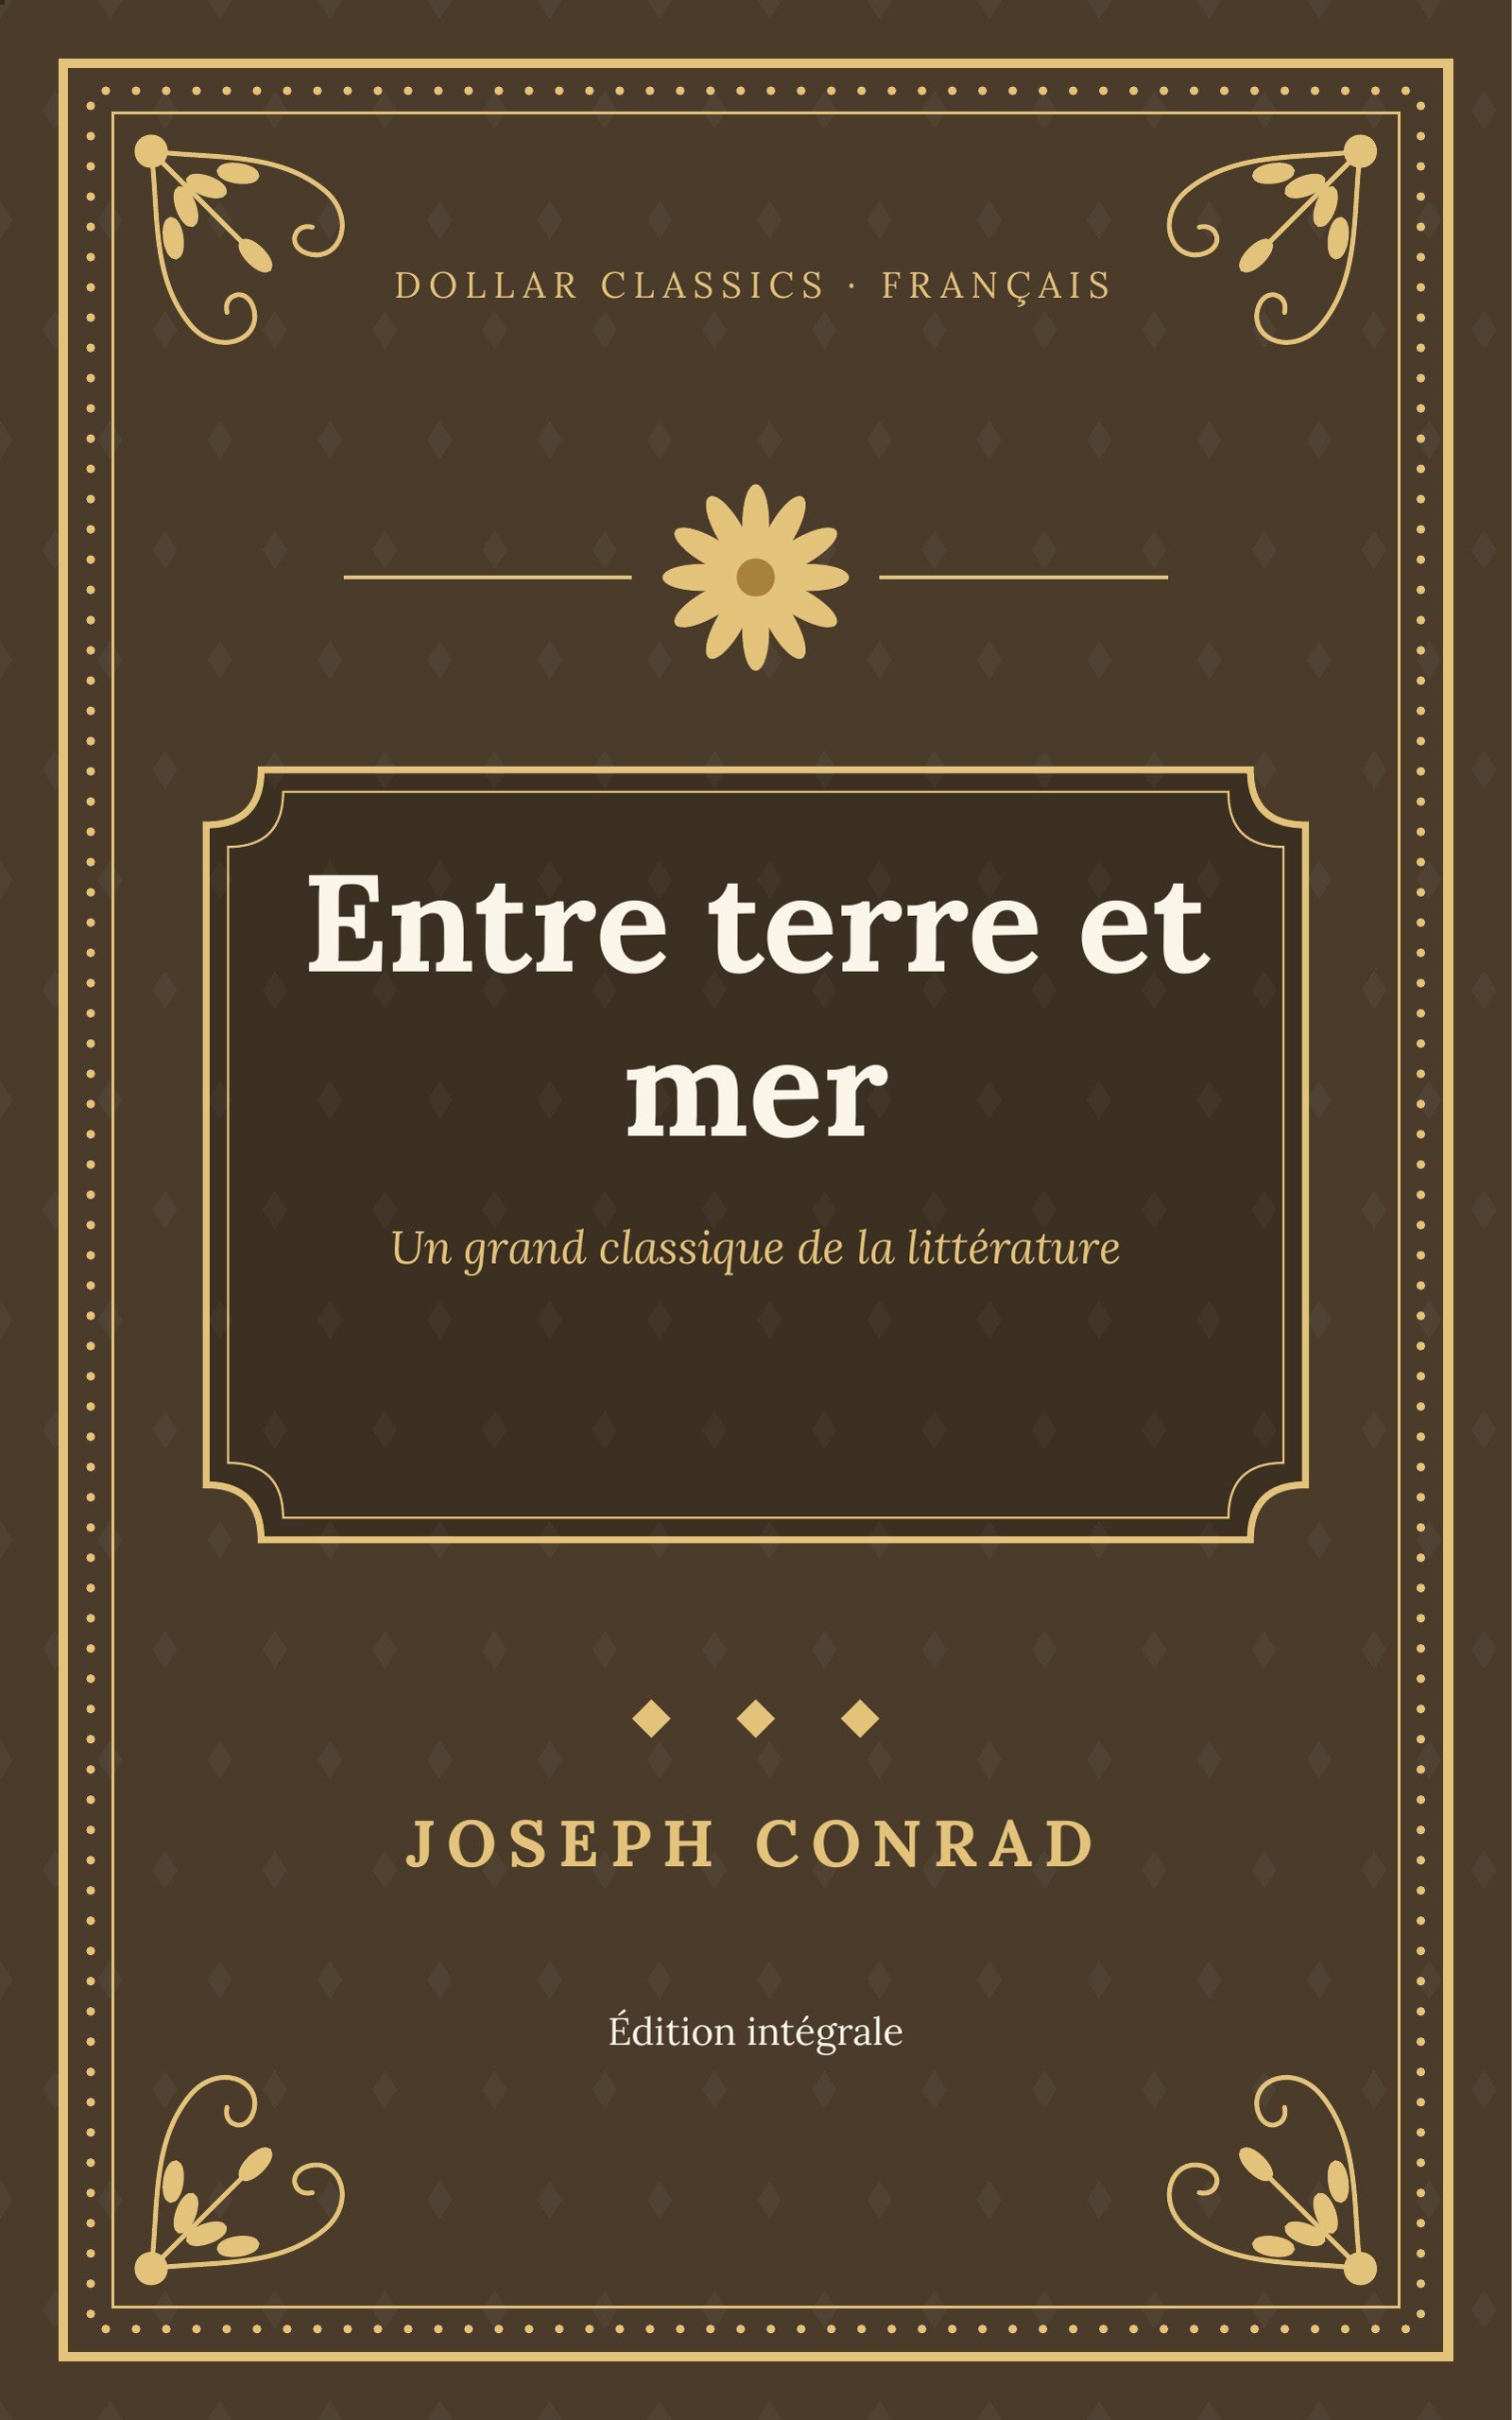 DOLLAR CLASSICS · FRANÇAIS
Entre terre et
mer
Un grand classique de la littérature
JOSEPH CONRAD
Édition intégrale